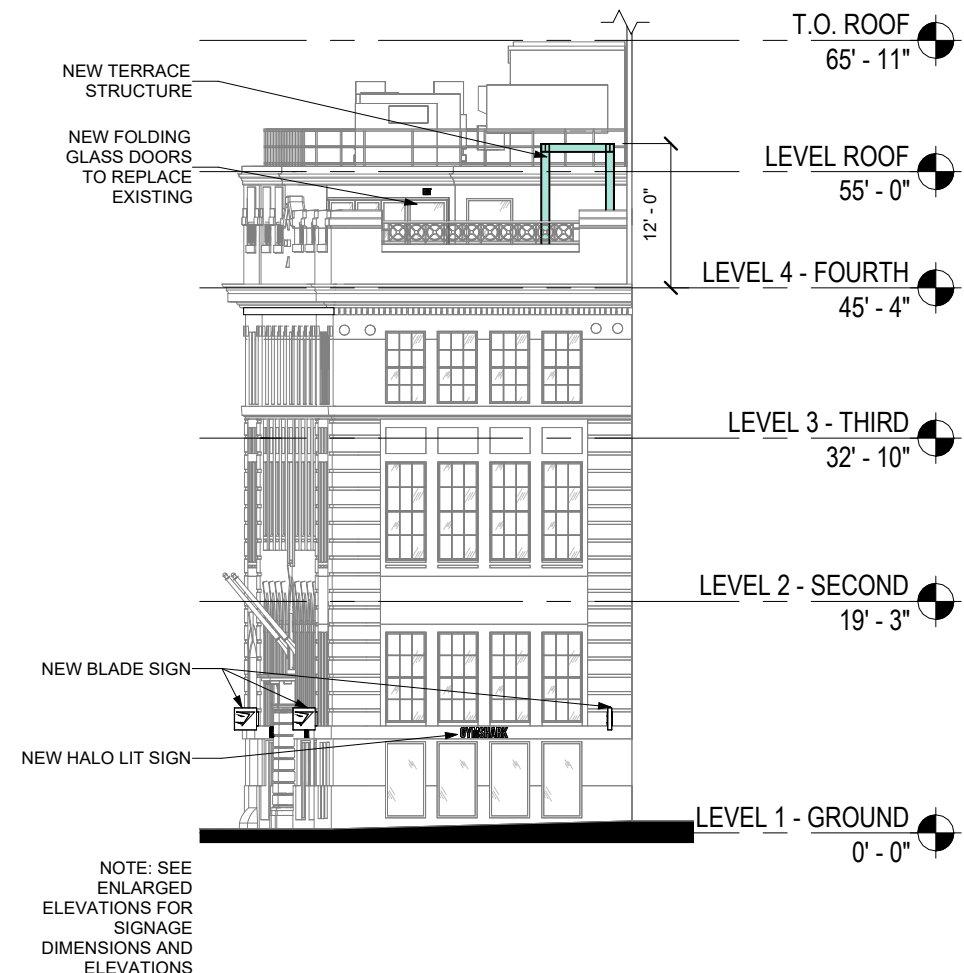 T.O. ROOF
65' - 11"
NEW TERRACE
STRUCTURE
NEW FOLDING
GLASS DOORS
TO REPLACE
EXISTING
LEVEL ROOF
55' - 0"
12' - 0"
LEVEL 4 - FOURTH
45' - 4"
LEVEL 3 - THIRD
32' - 10"
LEVEL 2 - SECOND
19' - 3"
NEW BLADE SIGN
GYMSHARK
NEW HALO LIT SIGN
LEVEL 1 - GROUND
0' - 0"
NOTE: SEE
ENLARGED
ELEVATIONS FOR
SIGNAGE
DIMENSIONS AND
ELEVATIONS